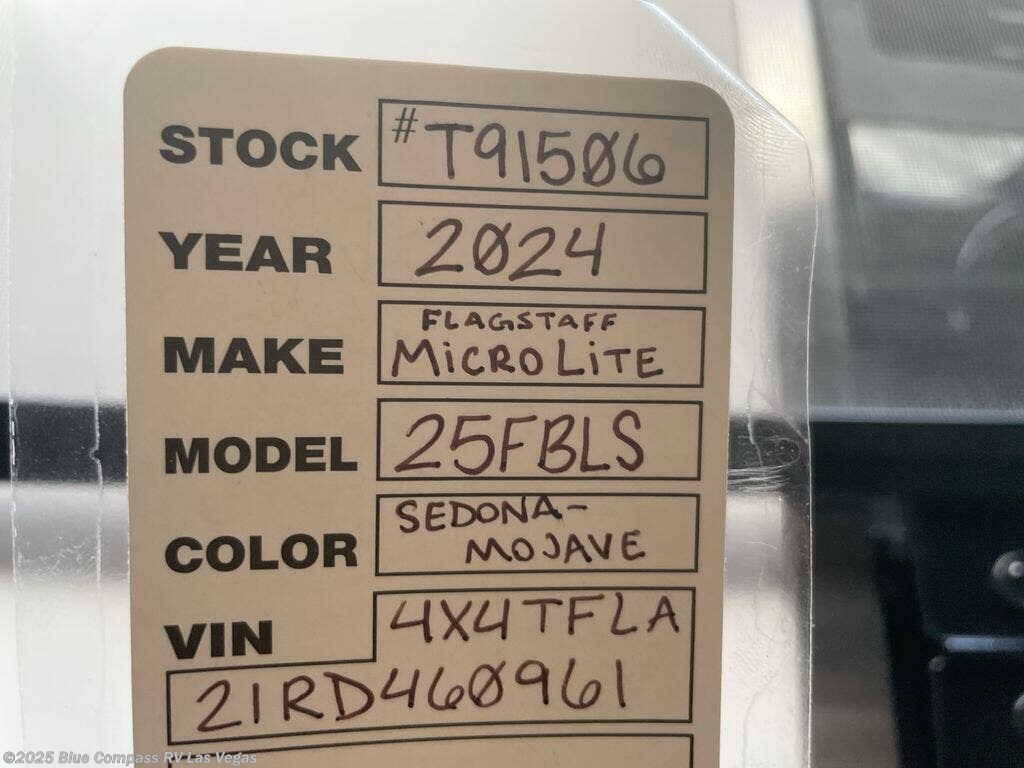 STOCK #T91506
YEAR 2024
MAKE FLAGSTAFF
MiCRO LiTE
MODEL 25FBLS
COLOR SEDONA-
MOJAVE
VIN 4X4TFLA
21RD460961
©2025 Blue Compass RV Las Vegas